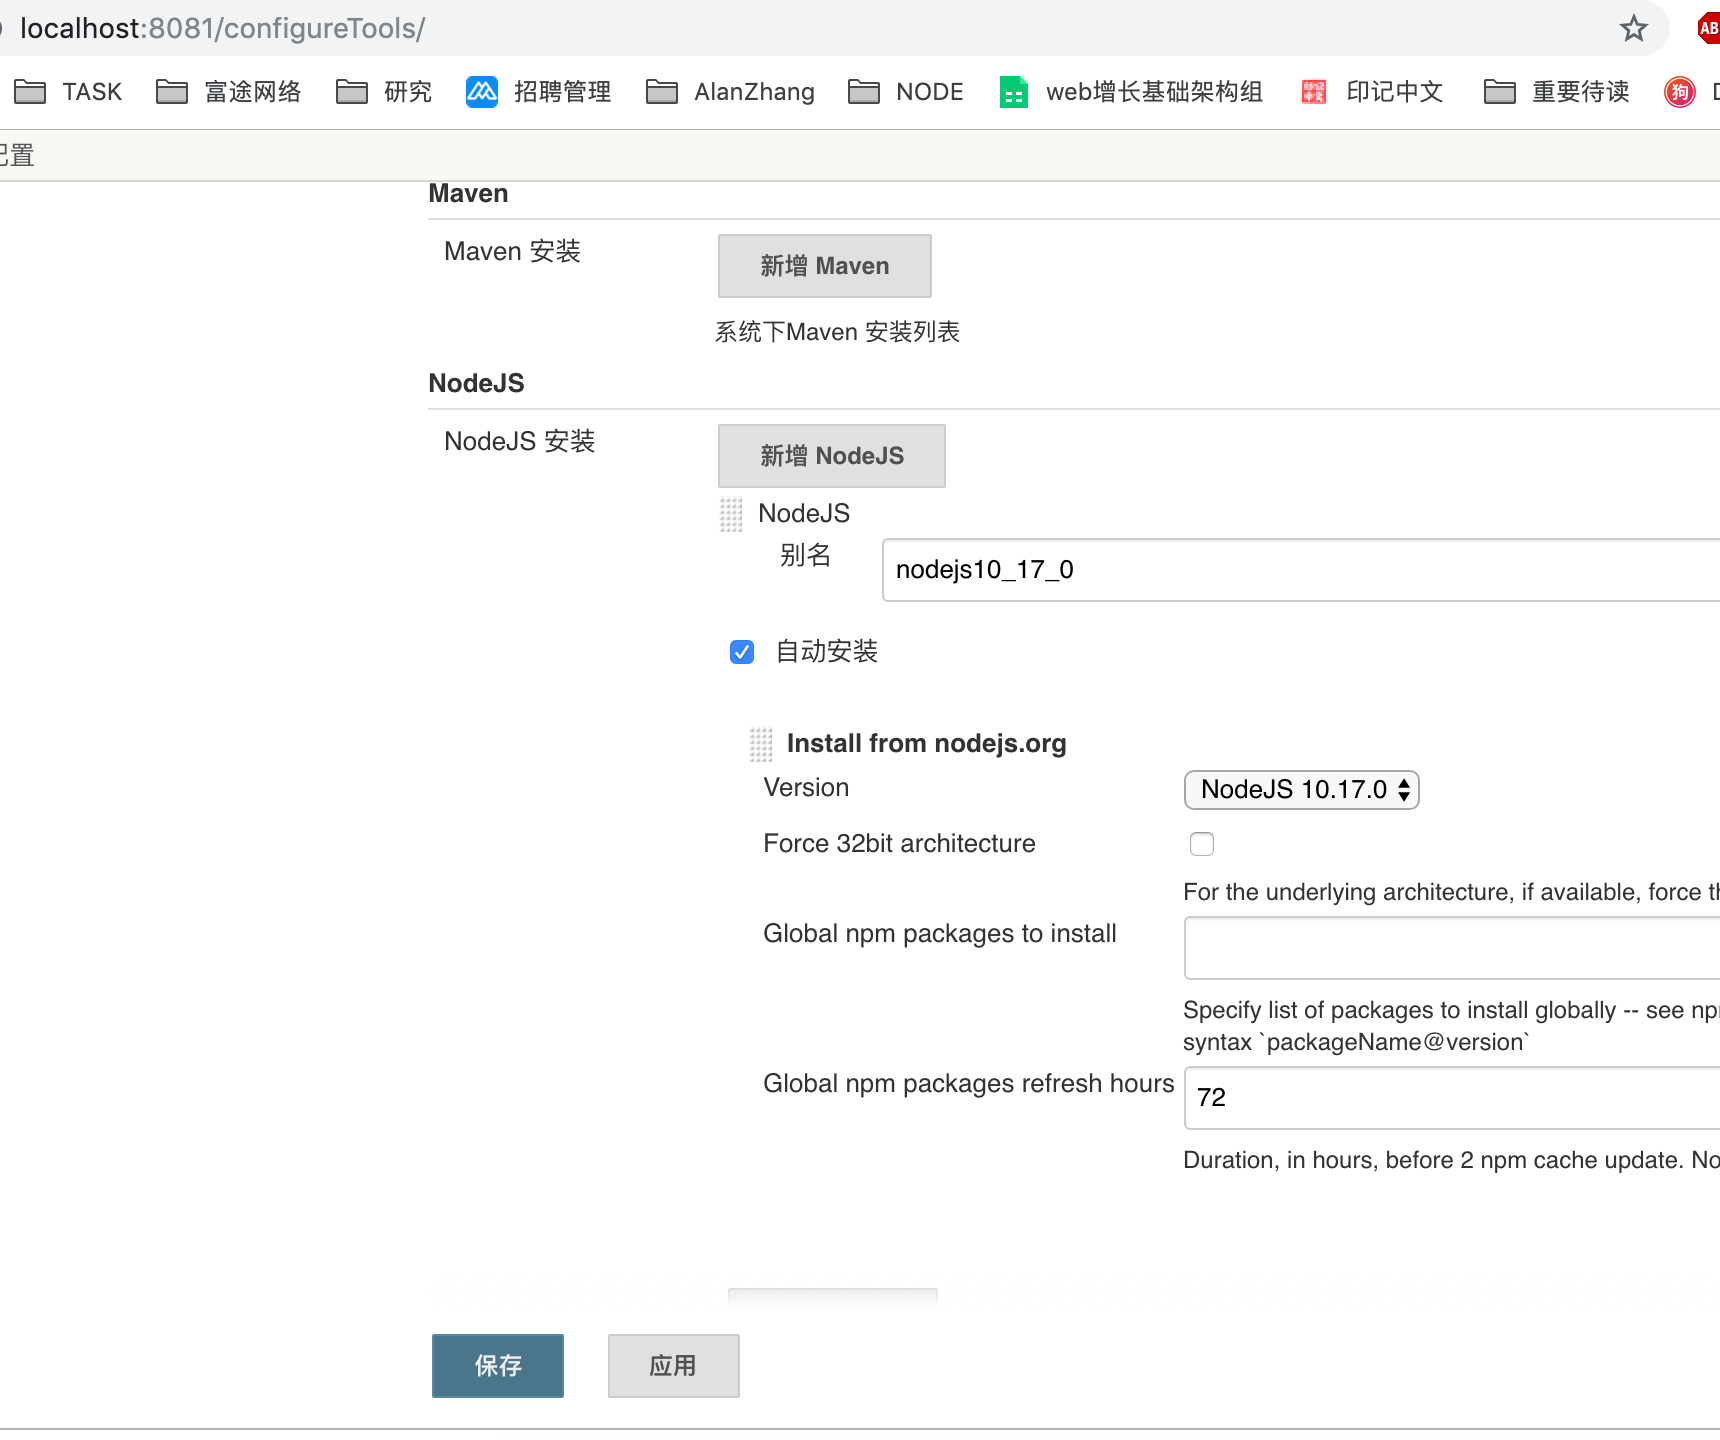 localhost:8081/configureTools/
TASK 富途网络 研究 招聘管理 AlanZhang NODE web增长基础架构组 印记中文 重要待读
配置
Maven
Maven 安装
新增 Maven
系统下Maven 安装列表
NodeJS
NodeJS 安装
新增 NodeJS
NodeJS
别名
nodejs10_17_0
自动安装
Install from nodejs.org
Version
NodeJS 10.17.0
Force 32bit architecture
For the underlying architecture, if available, force
Global npm packages to install
Specify list of packages to install globally -- see
syntax `packageName@version`
Global npm packages refresh hours
72
Duration, in hours, before 2 npm cache update. No
保存
应用